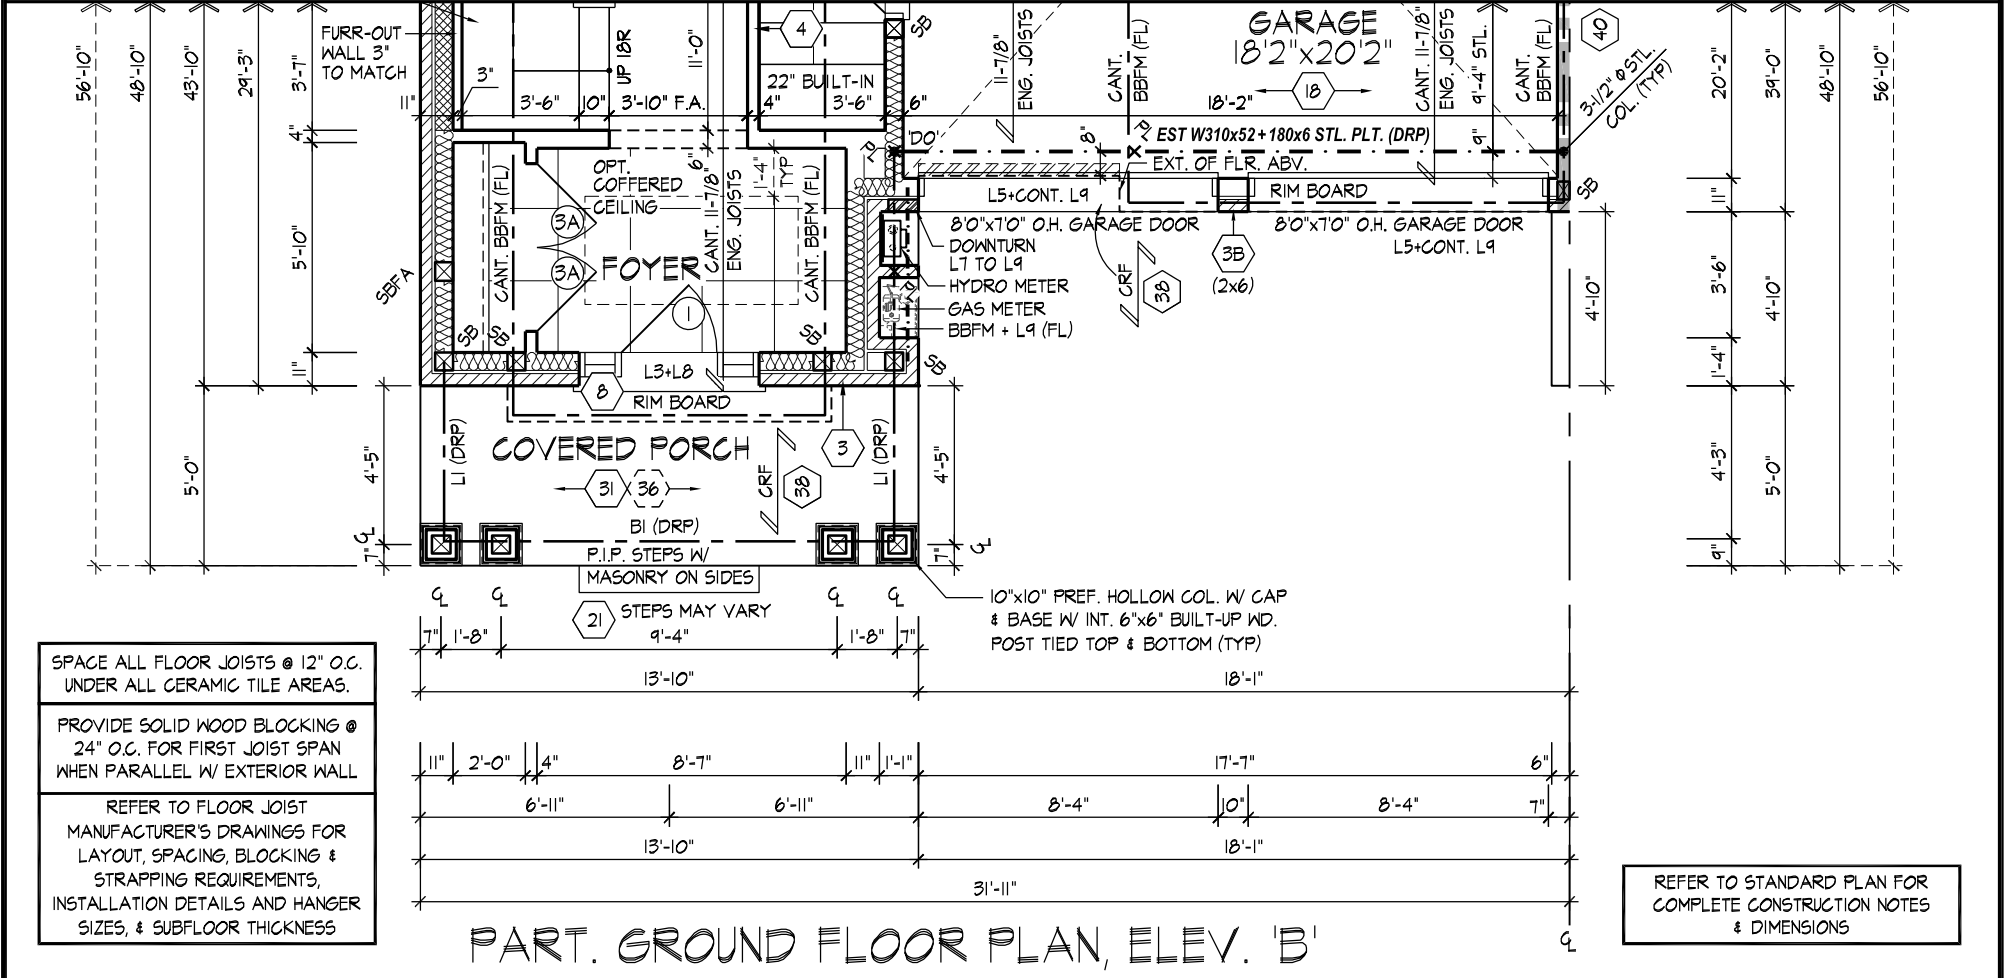 56'-10"
48'-10"
43'-10"
29'-3"
3'-7"
4"
5'-10"
11"
5'-0"
FURR-OUT
WALL 3"
TO MATCH
3"
UP 18R
11'-0"
4
22" BUILT-IN
11"
3'-6"
10"
3'-10" F.A.
4"
3'-6"
6"
SB
'DO'
PL
11-7/8"
ENG. JOISTS
CANT.
BBFM (FL)
GARAGE
18'2"x20'2"
18
18'-2"
CANT. 11-7/8"
ENG. JOISTS
9'-4" STL.
CANT.
BBFM (FL)
40
3-1/2" Φ STL.
COL. (TYP)
PL
EST W310x52 + 180x6 STL. PLT. (DRP)
8"
9"
EXT. OF FLR. ABV.
L5+CONT. L9
RIM BOARD
SB
8'0"x7'0" O.H. GARAGE DOOR
8'0"x7'0" O.H. GARAGE DOOR
L5+CONT. L9
DOWNTURN
L7 TO L9
HYDRO METER
GAS METER
BBFM + L9 (FL)
PL
CRF
38
3B
(2x6)
OPT.
COFFERED
CEILING
6"
1'-4"
TYP
CANT. BBFM (FL)
CANT. 11-7/8"
ENG. JOISTS
CANT. BBFM (FL)
3A
3A
FOYER
1
SBFA
SB
SB
SB
SB
L3+L8
8
RIM BOARD
COVERED PORCH
3
31
36
CRF
38
L1 (DRP)
L1 (DRP)
4'-5"
7"
4'-5"
7"
B1 (DRP)
P.I.P. STEPS W/
MASONRY ON SIDES
21
STEPS MAY VARY
10"x10" PREF. HOLLOW COL. W/ CAP
& BASE W/ INT. 6"x6" BUILT-UP WD.
POST TIED TOP & BOTTOM (TYP)
20'-2"
39'-0"
48'-10"
56'-10"
11"
3'-6"
4'-10"
4'-10"
1'-4"
4'-3"
5'-0"
9"
7"
1'-8"
9'-4"
1'-8"
7"
13'-10"
18'-1"
11"
2'-0"
4"
8'-7"
11"
1'-1"
17'-7"
6"
6'-11"
6'-11"
8'-4"
10"
8'-4"
7"
13'-10"
18'-1"
31'-11"
SPACE ALL FLOOR JOISTS @ 12" O.C.
UNDER ALL CERAMIC TILE AREAS.
PROVIDE SOLID WOOD BLOCKING @
24" O.C. FOR FIRST JOIST SPAN
WHEN PARALLEL W/ EXTERIOR WALL
REFER TO FLOOR JOIST
MANUFACTURER'S DRAWINGS FOR
LAYOUT, SPACING, BLOCKING &
STRAPPING REQUIREMENTS,
INSTALLATION DETAILS AND HANGER
SIZES, & SUBFLOOR THICKNESS
REFER TO STANDARD PLAN FOR
COMPLETE CONSTRUCTION NOTES
& DIMENSIONS
PART. GROUND FLOOR PLAN, ELEV. 'B'